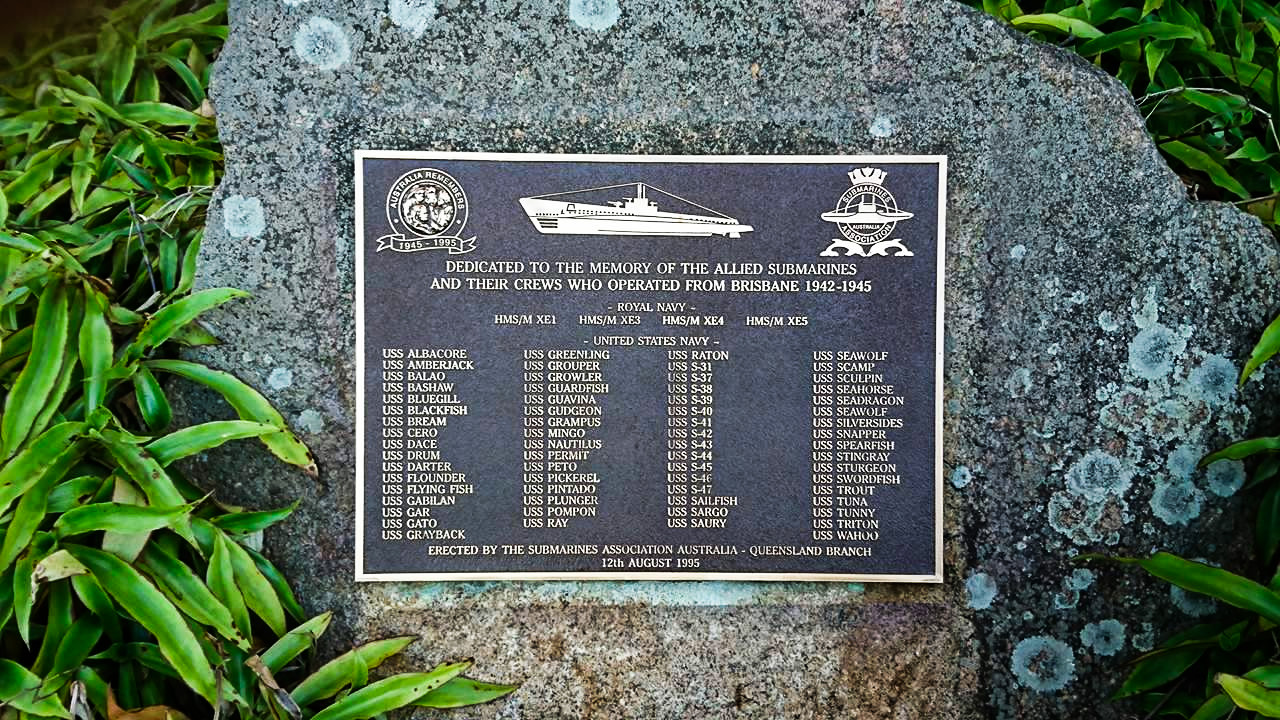 AUSTRALIA REMEMBERS
1945 - 1995
SUBMARINES
AUSTRALIA
ASSOCIATION
DEDICATED TO THE MEMORY OF THE ALLIED SUBMARINES
AND THEIR CREWS WHO OPERATED FROM BRISBANE 1942-1945
- ROYAL NAVY -
HMS/M XE1 HMS/M XE3 HMS/M XE4 HMS/M XE5
- UNITED STATES NAVY -
USS ALBACORE
USS AMBERJACK
USS BALAO
USS BASHAW
USS BLUEGILL
USS BLACKFISH
USS BREAM
USS CERO
USS DACE
USS DRUM
USS DARTER
USS FLOUNDER
USS FLYING FISH
USS GABILAN
USS GAR
USS GATO
USS GRAYBACK
USS GREENLING
USS GROUPER
USS GROWLER
USS GUARDFISH
USS GUAVINA
USS GUDGEON
USS GRAMPUS
USS MINGO
USS NAUTILUS
USS PERMIT
USS PETO
USS PICKEREL
USS PINTADO
USS PLUNGER
USS POMPON
USS RAY
USS RATON
USS S-31
USS S-37
USS S-38
USS S-39
USS S-40
USS S-41
USS S-42
USS S-43
USS S-44
USS S-45
USS S-46
USS S-47
USS SAILFISH
USS SARGO
USS SAURY
USS SEAWOLF
USS SCAMP
USS SCULPIN
USS SEAHORSE
USS SEADRAGON
USS SEAWOLF
USS SILVERSIDES
USS SNAPPER
USS SPEARFISH
USS STINGRAY
USS STURGEON
USS SWORDFISH
USS TROUT
USS TUNA
USS TUNNY
USS TRITON
USS WAHOO
ERECTED BY THE SUBMARINES ASSOCIATION AUSTRALIA - QUEENSLAND BRANCH
12th AUGUST 1995